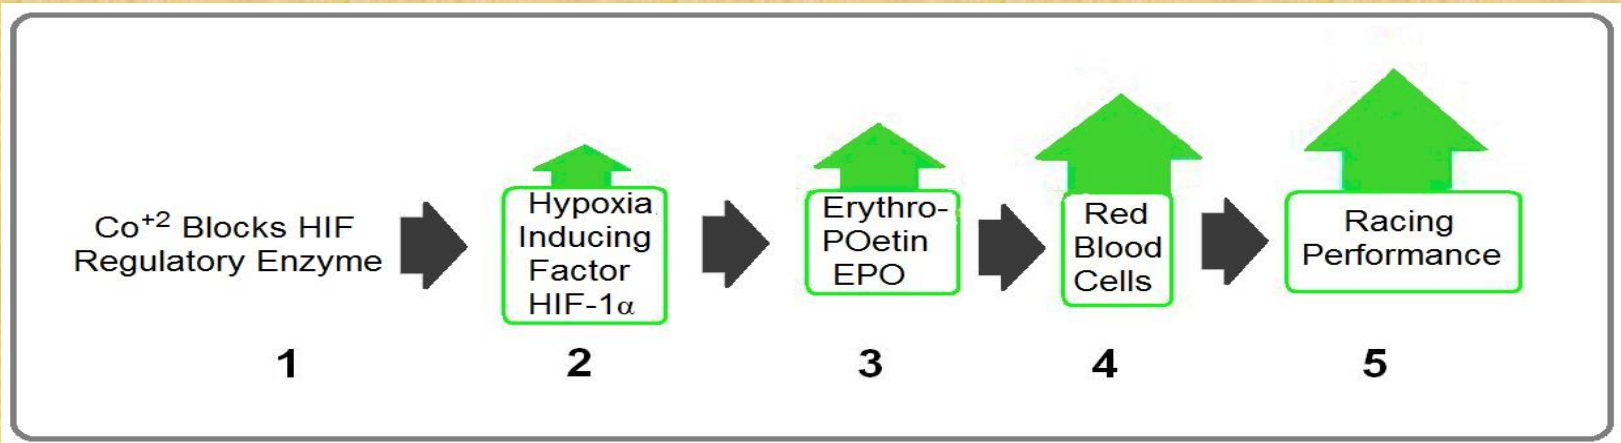 Co+2 Blocks HIF
Regulatory Enzyme
Hypoxia
Inducing
Factor
HIF-1α
Erythro-
POetin
EPO
Red
Blood
Cells
Racing
Performance
1
2
3
4
5